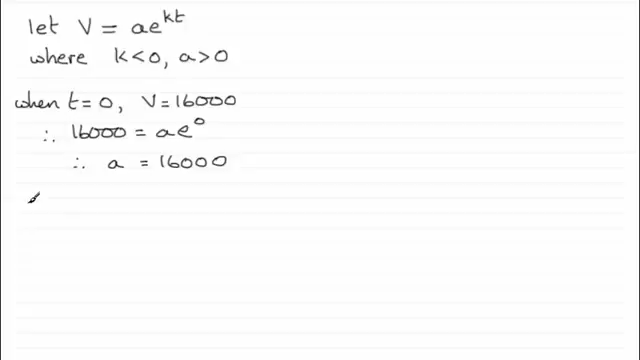 let V = ae^{kt}
where k < 0, a > 0
when t = 0, V = 16000
∴ 16000 = ae^0
∴ a = 16000